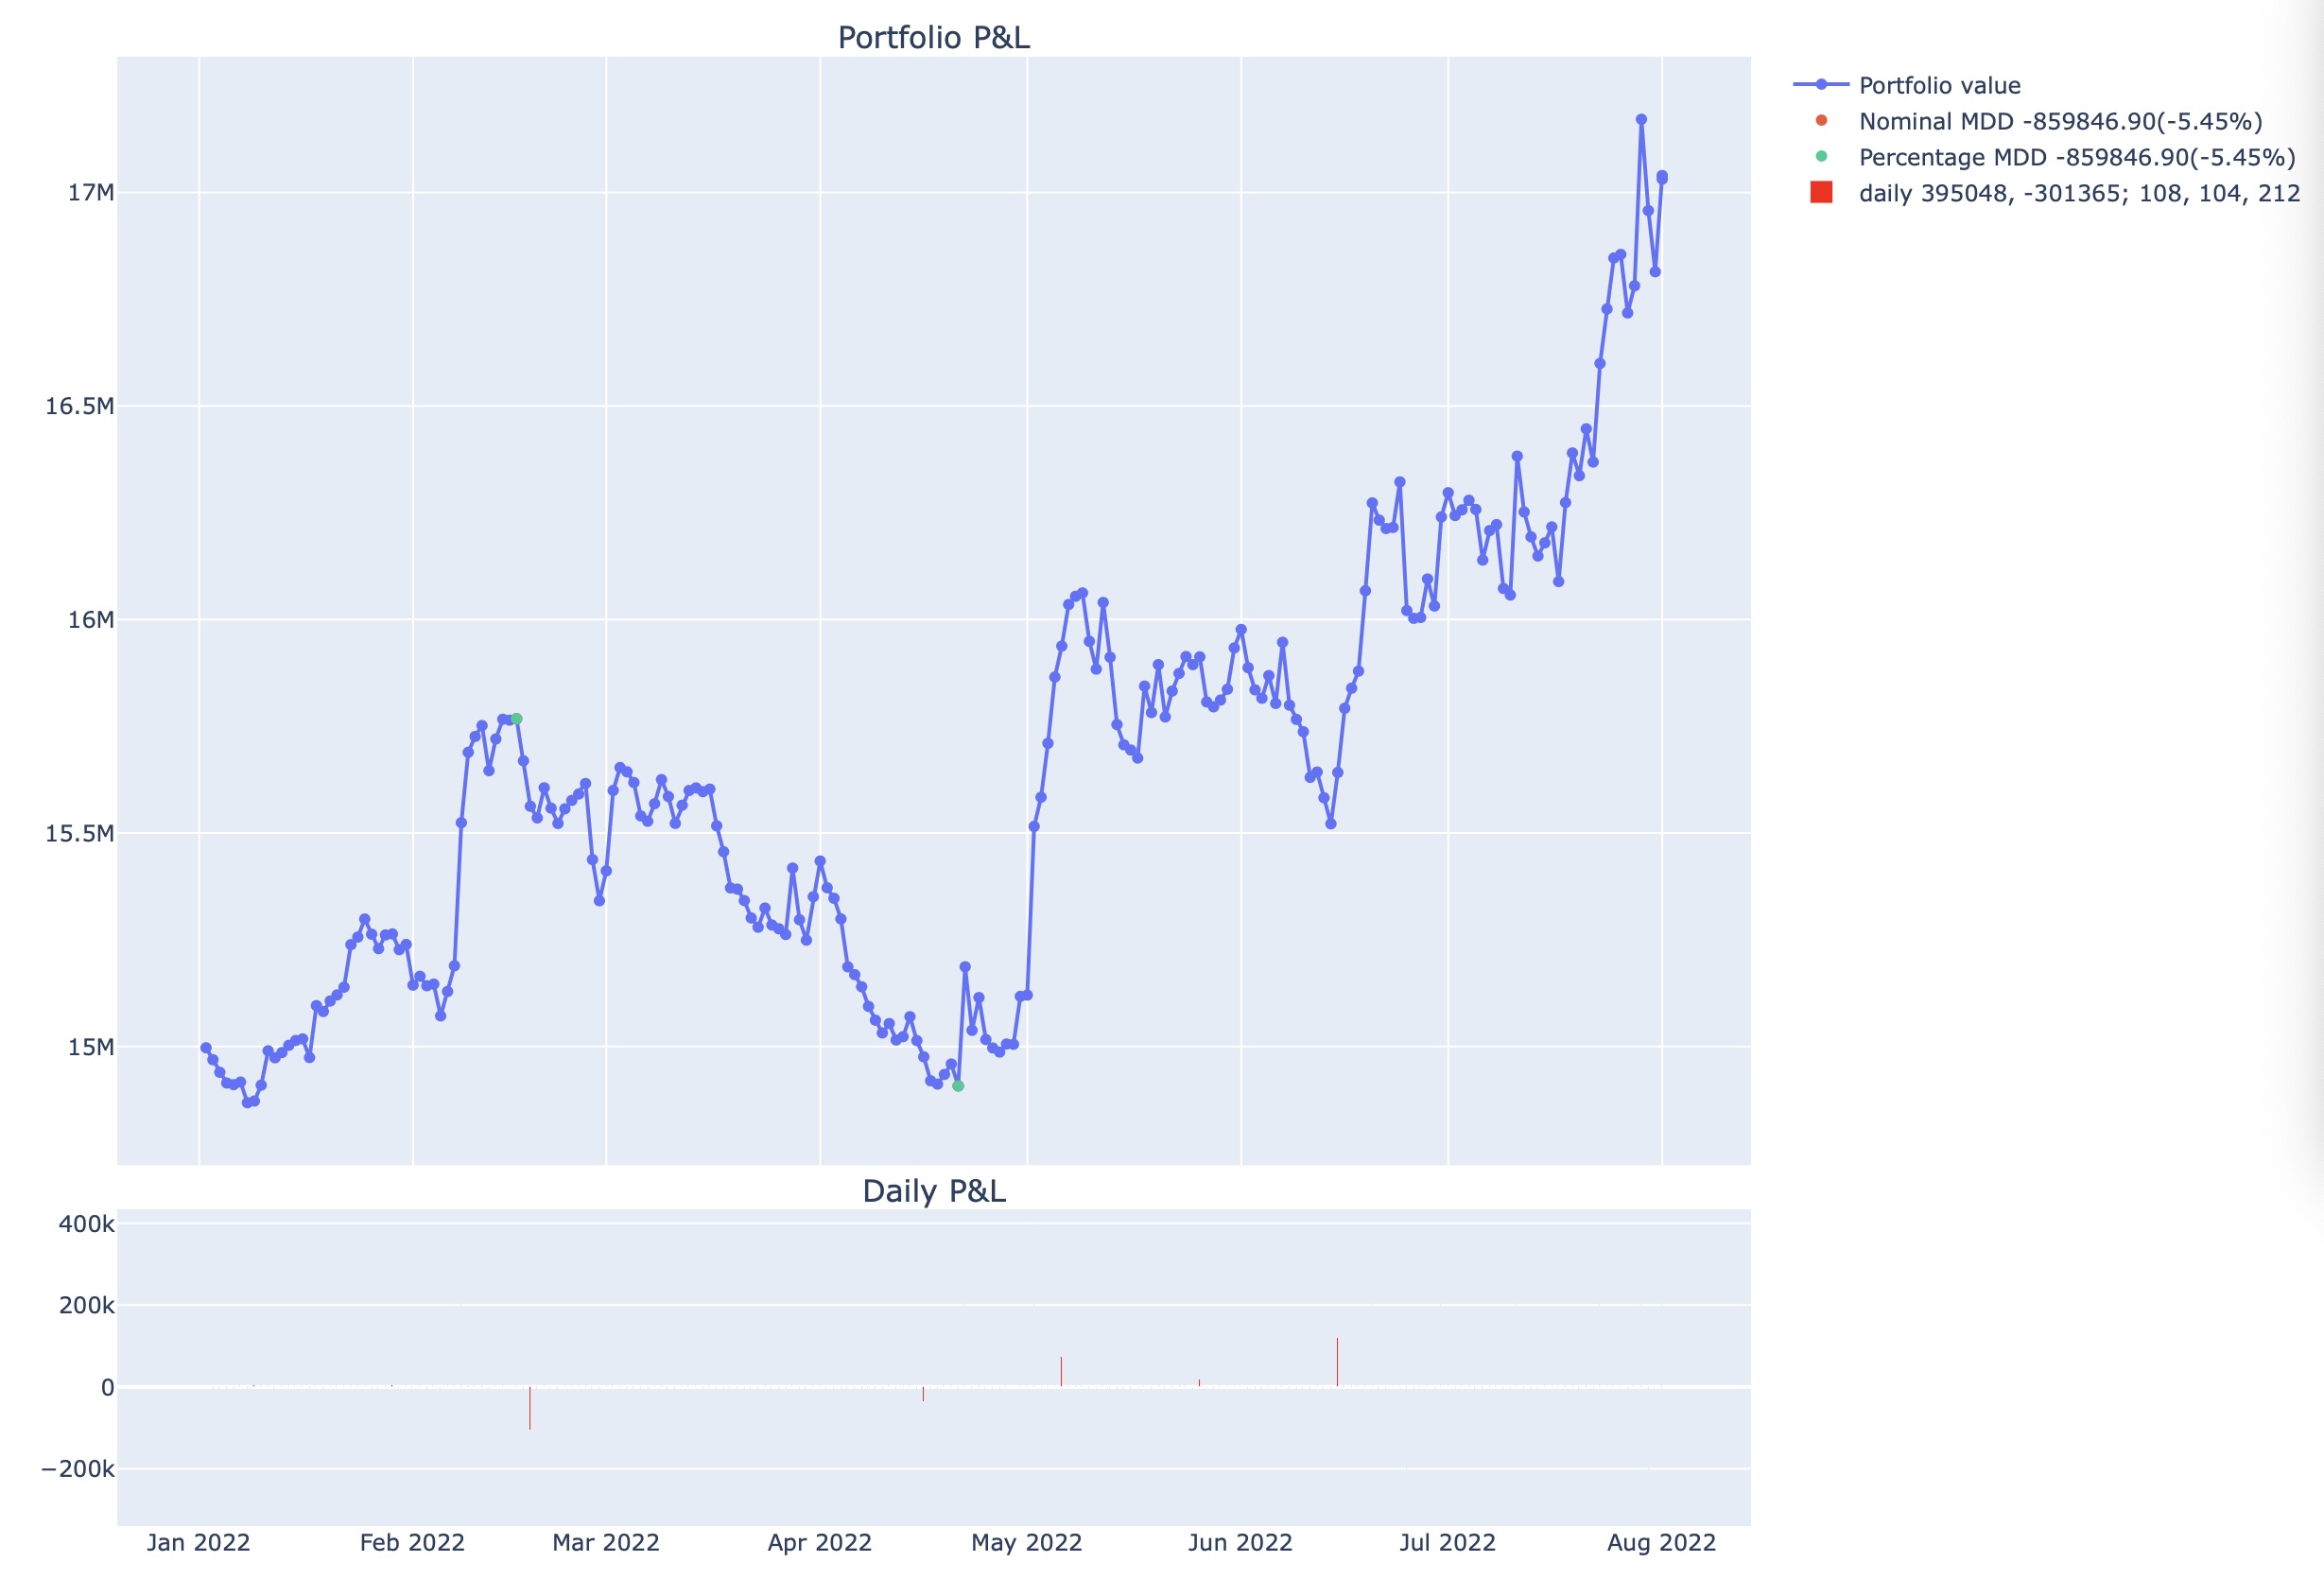 Portfolio P&L
Portfolio value
Nominal MDD -859846.90(-5.45%)
Percentage MDD -859846.90(-5.45%)
daily 395048, -301365; 108, 104, 212
17M
16.5M
16M
15.5M
15M
Daily P&L
400k
200k
0
−200k
Jan 2022
Feb 2022
Mar 2022
Apr 2022
May 2022
Jun 2022
Jul 2022
Aug 2022